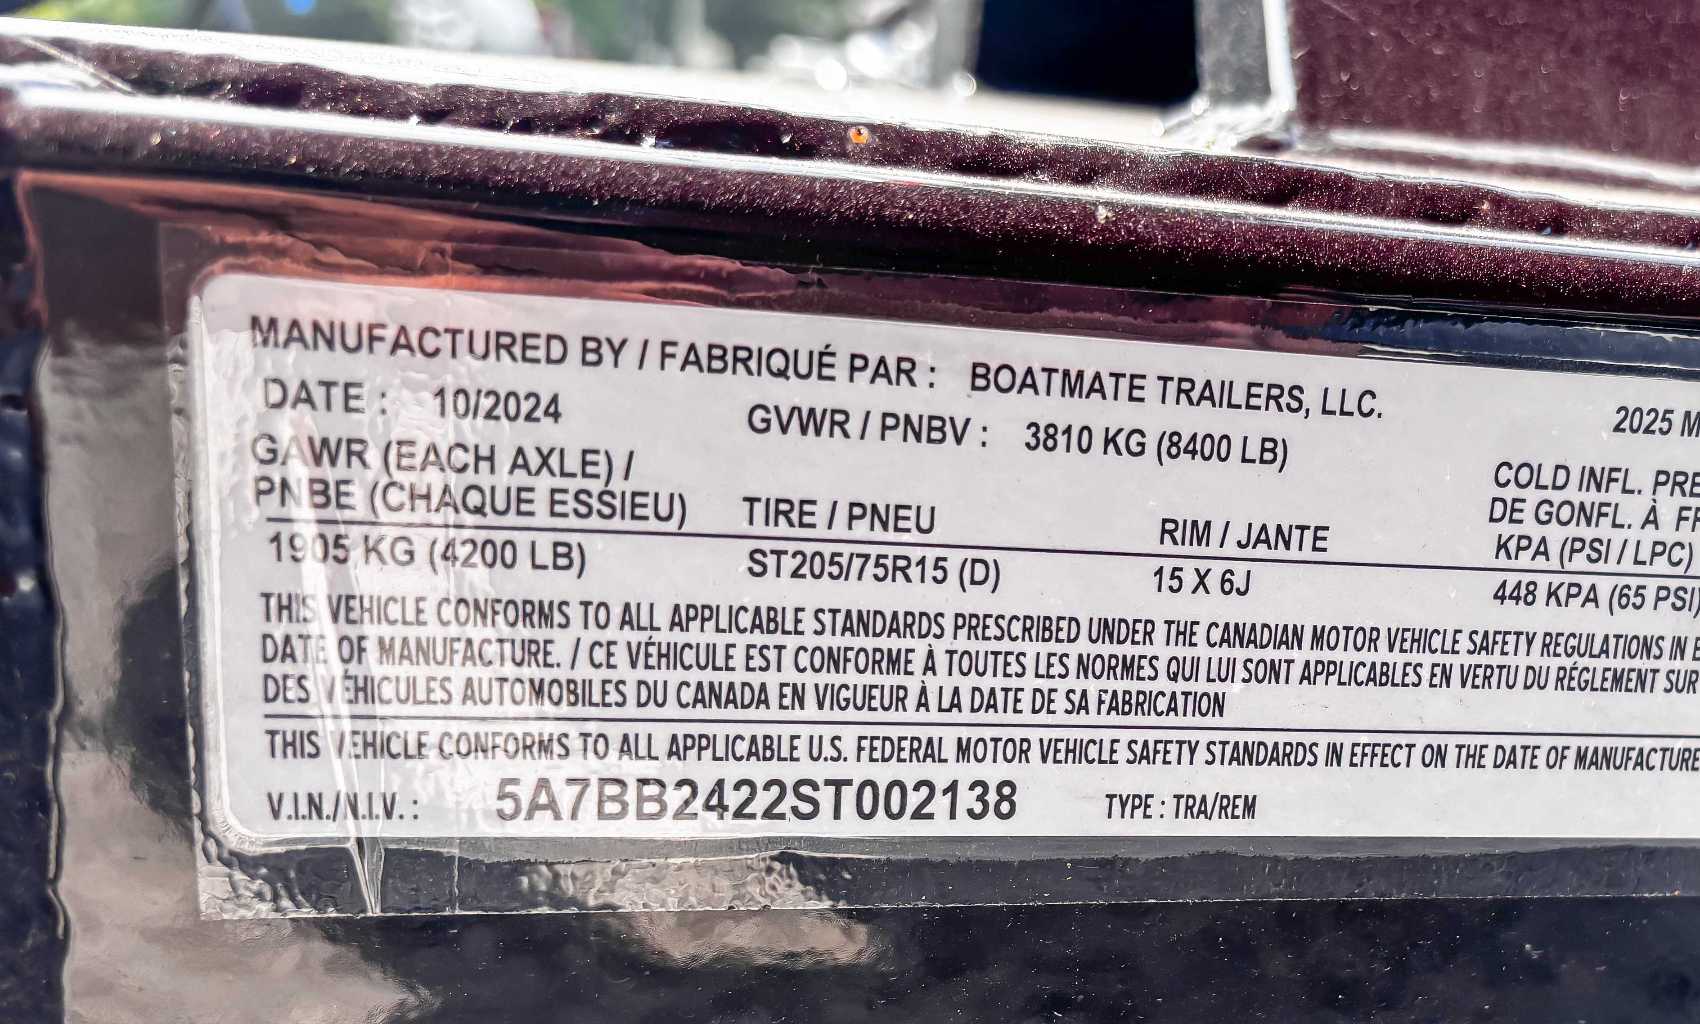 MANUFACTURED BY / FABRIQUÉ PAR : BOATMATE TRAILERS, LLC.
DATE : 10/2024 GVWR / PNBV : 3810 KG (8400 LB) 2025
GAWR (EACH AXLE) / COLD INFL.
PNBE (CHAQUE ESSIEU) TIRE / PNEU RIM / JANTE DE GONFL. À
KPA (PSI / LPC)
1905 KG (4200 LB) ST205/75R15 (D) 15 X 6J 448 KPA (65 PSI
THIS VEHICLE CONFORMS TO ALL APPLICABLE STANDARDS PRESCRIBED UNDER THE CANADIAN MOTOR VEHICLE SAFETY REGULATIONS IN
DATE OF MANUFACTURE. / CE VÉHICULE EST CONFORME À TOUTES LES NORMES QUI LUI SONT APPLICABLES EN VERTU DU RÉGLEMENT SUR
DES VÉHICULES AUTOMOBILES DU CANADA EN VIGUEUR À LA DATE DE SA FABRICATION
THIS VEHICLE CONFORMS TO ALL APPLICABLE U.S. FEDERAL MOTOR VEHICLE SAFETY STANDARDS IN EFFECT ON THE DATE OF MANUFACTURE
V.I.N./N.I.V. : 5A7BB2422ST002138 TYPE : TRA/REM